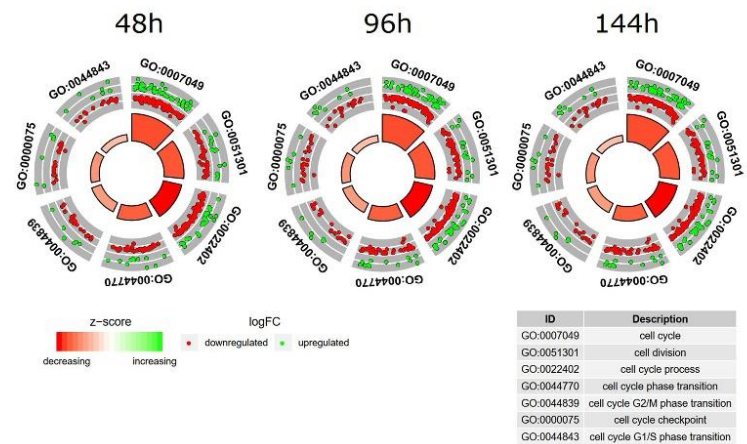 48h 96h 144h
GO:0007049
GO:0051301
GO:0022402
GO:0044770
GO:0044839
GO:0000075
GO:0044843
GO:0007049
GO:0051301
GO:0022402
GO:0044770
GO:0044839
GO:0000075
GO:0044843
GO:0007049
GO:0051301
GO:0022402
GO:0044770
GO:0044839
GO:0000075
GO:0044843
z-score logFC
decreasing increasing
downregulated upregulated
ID Description
GO:0007049 cell cycle
GO:0051301 cell division
GO:0022402 cell cycle process
GO:0044770 cell cycle phase transition
GO:0044839 cell cycle G2/M phase transition
GO:0000075 cell cycle checkpoint
GO:0044843 cell cycle G1/S phase transition